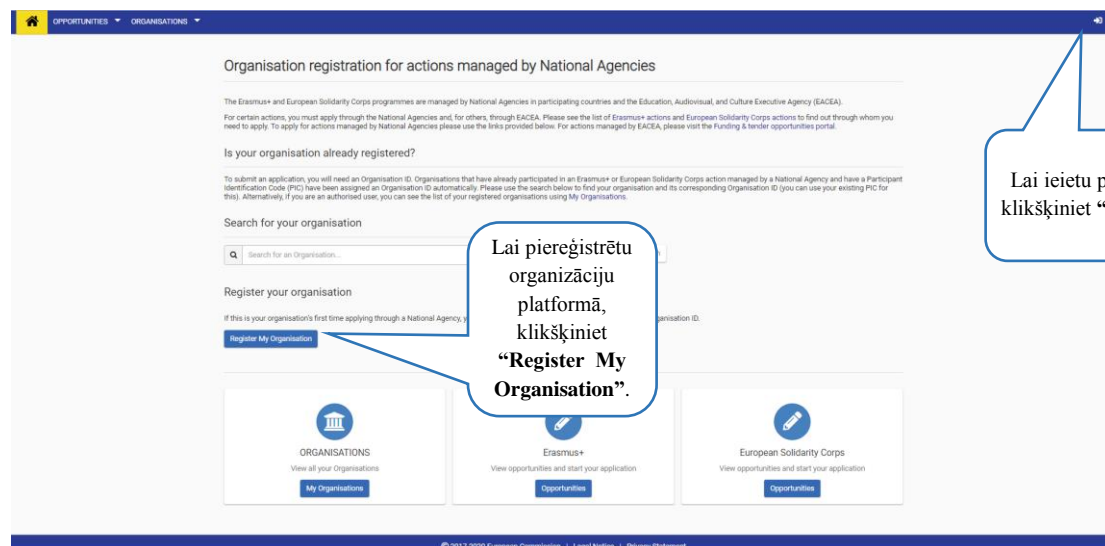 OPPORTUNITIES ORGANISATIONS
Organisation registration for actions managed by National Agencies
The Erasmus+ and European Solidarity Corps programmes are managed by National Agencies in participating countries and the Education, Audiovisual, and Culture Executive Agency (EACEA).
For certain actions, you must apply through the National Agencies and, for others, through EACEA. Please see the list of Erasmus+ actions and European Solidarity Corps actions to find out through whom you
need to apply. To apply for actions managed by National Agencies please use the links provided below. For actions managed by EACEA, please visit the Funding & tender opportunities portal.
Is your organisation already registered?
To submit an application, you will need an Organisation ID. Organisations that have already participated in an Erasmus+ or European Solidarity Corps action managed by a National Agency and have a Participant
Identification Code (PIC) have been assigned an Organisation ID automatically. Please use the search below to find your organisation and its corresponding Organisation ID (you can use your existing PIC for
this). Alternatively, if you are an authorised user, you can see the list of your registered organisations using My Organisations.
Lai ieietu p
klikšķiniet “
Search for your organisation
Search for an Organisation...
Lai piereģistrētu
organizāciju
platformā,
klikšķiniet
“Register My
Organisation”.
Register your organisation
If this is your organisation's first time applying through a National Agency, y
ganisation ID.
Register My Organisation
ORGANISATIONS
View all your Organisations
My Organisations
Erasmus+
View opportunities and start your application
Opportunities
European Solidarity Corps
View opportunities and start your application
Opportunities